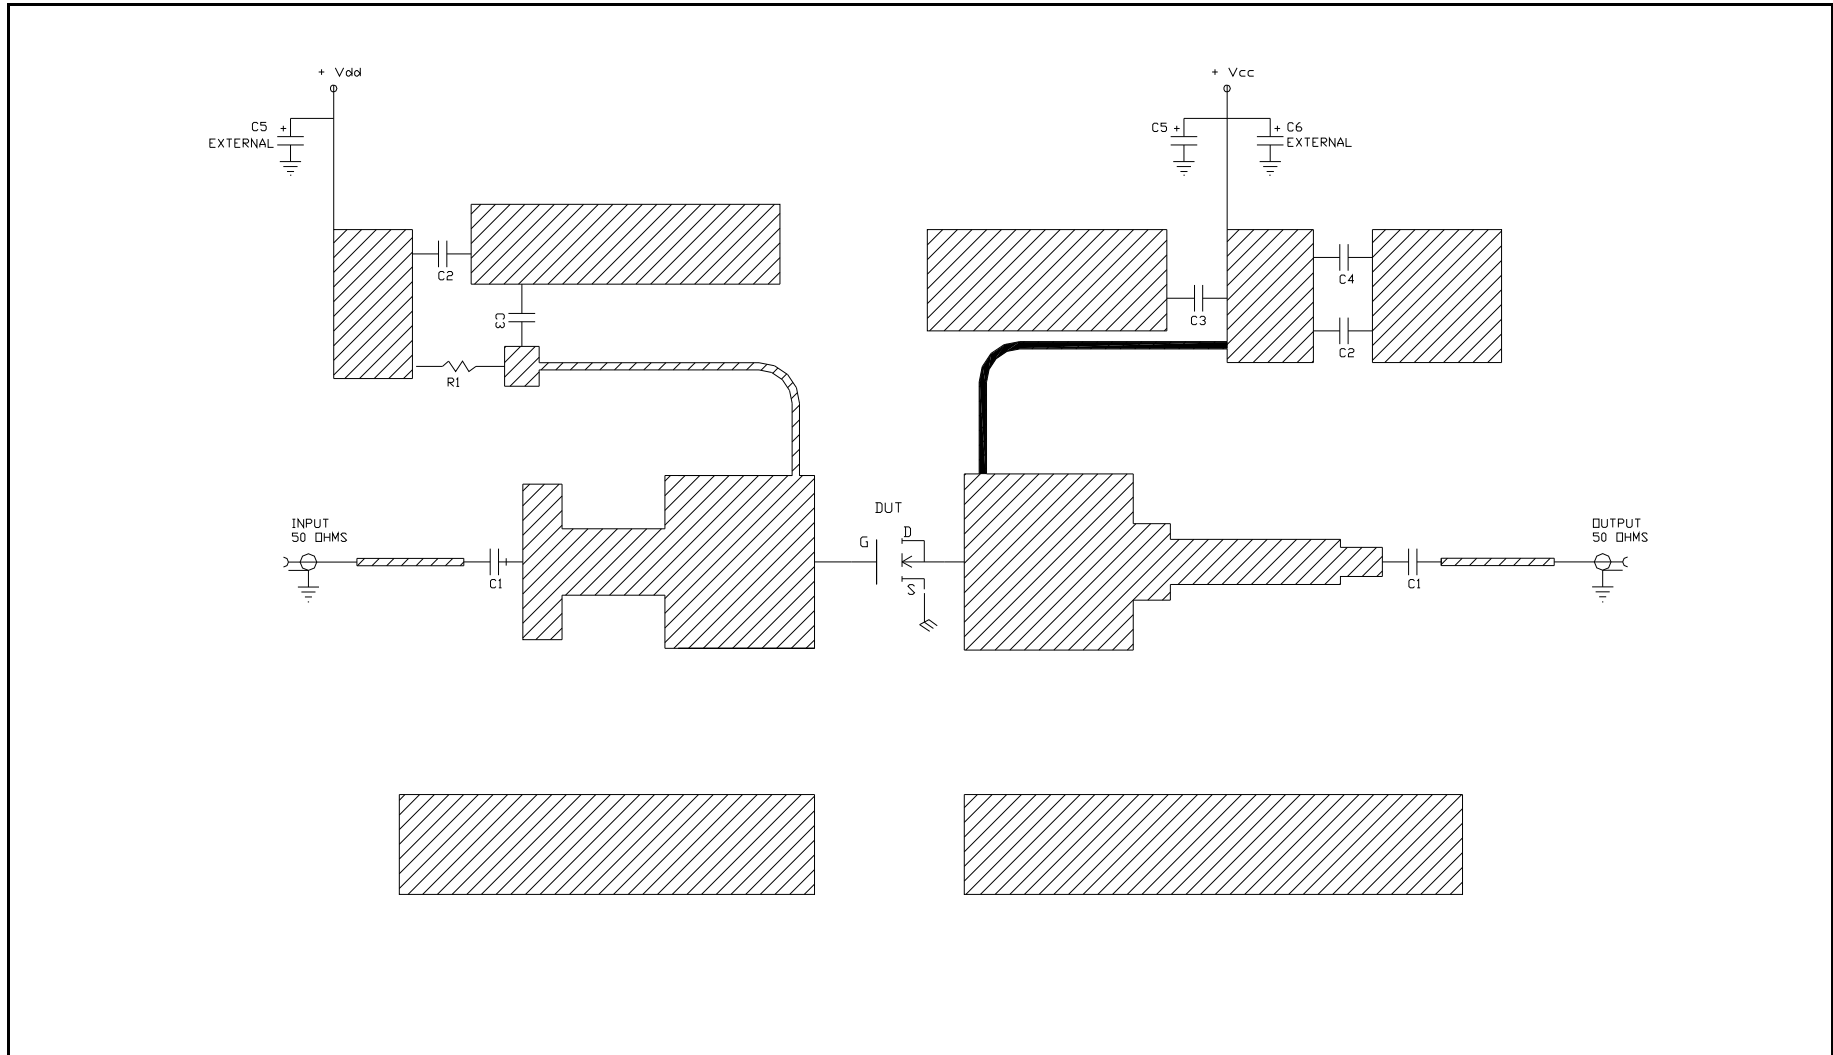 + Vdd
+ Vcc
C5 +
EXTERNAL
C5 +
+ C6
EXTERNAL
C2
C3
R1
C3
C4
C2
INPUT
50 OHMS
C1
DUT
G
D
S
C1
OUTPUT
50 OHMS